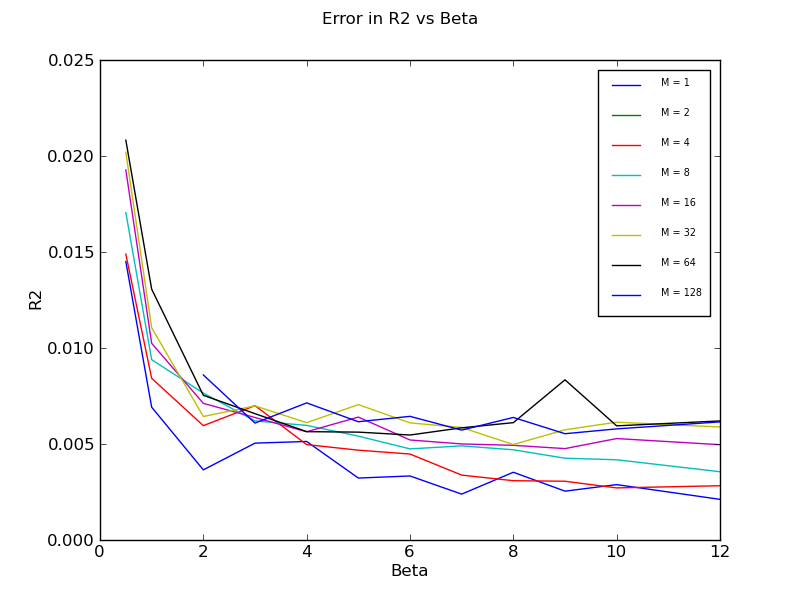 Error in R2 vs Beta
0.025
0.020
0.015
0.010
0.005
0.000
R2
0 2 4 6 8 10 12
Beta
M = 1
M = 2
M = 4
M = 8
M = 16
M = 32
M = 64
M = 128